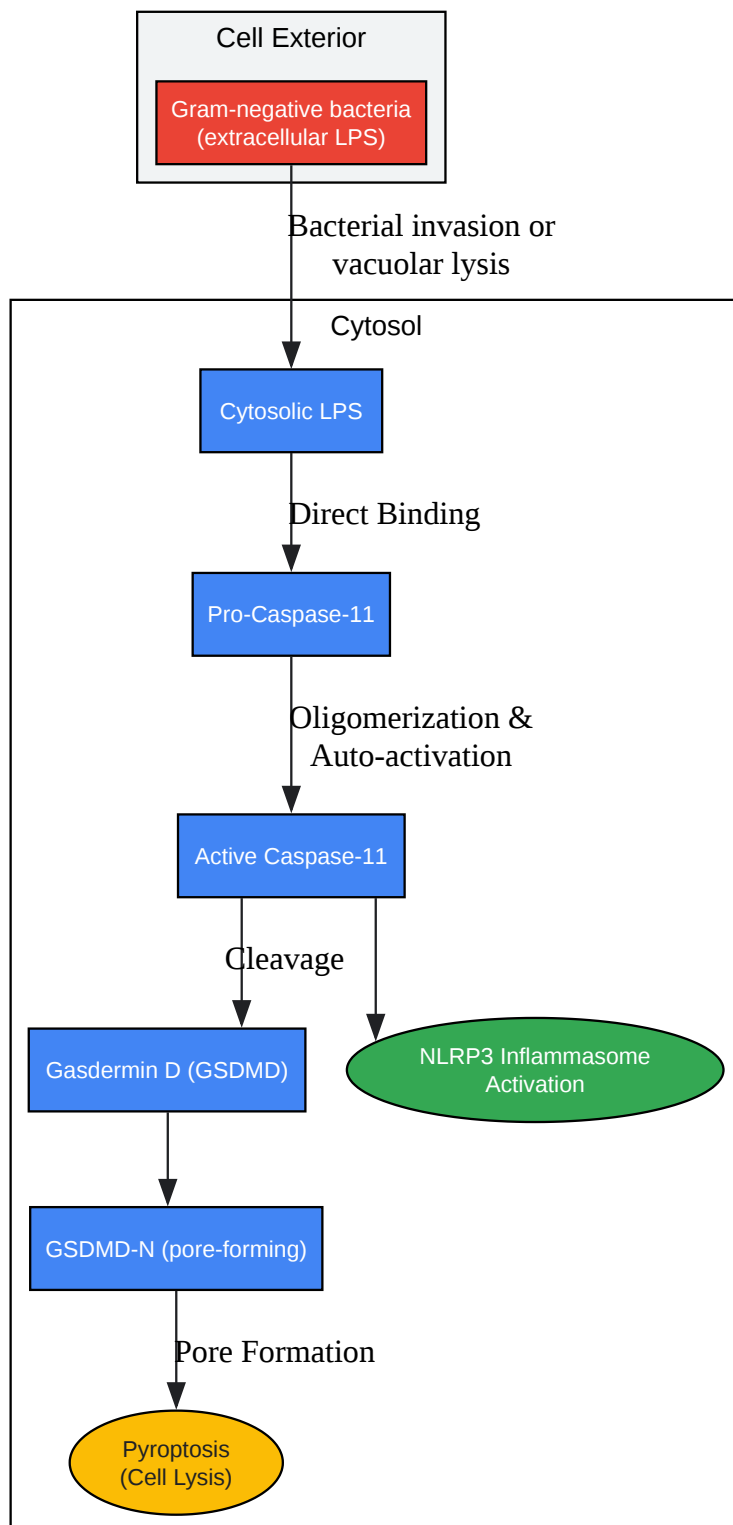 Cell Exterior
Gram-negative bacteria
(extracellular LPS)
Bacterial invasion or
vacuolar lysis
Cytosol
Cytosolic LPS
Direct Binding
Pro-Caspase-11
Oligomerization &
Auto-activation
Active Caspase-11
Cleavage
Gasdermin D (GSDMD)
NLRP3 Inflammasome
Activation
GSDMD-N (pore-forming)
Pore Formation
Pyroptosis
(Cell Lysis)